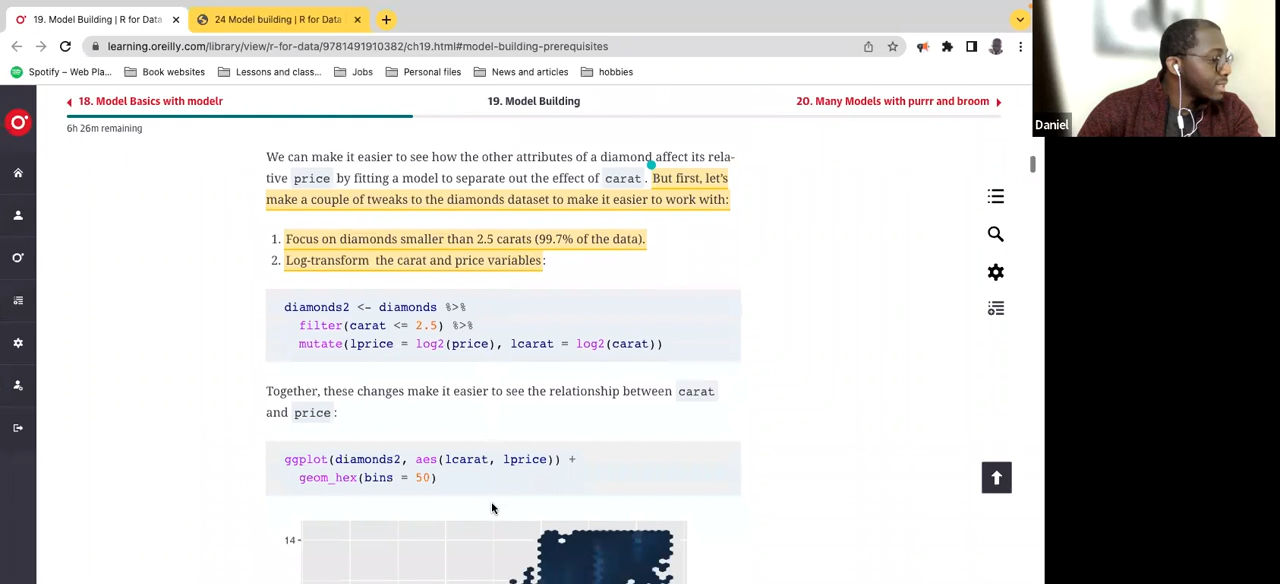 19. Model Building | R for Data
24 Model building | R for Data
learning.oreilly.com/library/view/r-for-data/9781491910382/ch19.html#model-building-prerequisites
Spotify – Web Pla...
Book websites
Lessons and class...
Jobs
Personal files
News and articles
hobbies
Daniel
18. Model Basics with modelr
19. Model Building
20. Many Models with purrr and broom
6h 26m remaining
We can make it easier to see how the other attributes of a diamond affect its rela-
tive price by fitting a model to separate out the effect of carat. But first, let's
make a couple of tweaks to the diamonds dataset to make it easier to work with:
1. Focus on diamonds smaller than 2.5 carats (99.7% of the data).
2. Log-transform the carat and price variables:
diamonds2 <- diamonds %>%
filter(carat <= 2.5) %>%
mutate(lprice = log2(price), lcarat = log2(carat))
Together, these changes make it easier to see the relationship between carat
and price:
ggplot(diamonds2, aes(lcarat, lprice)) +
geom_hex(bins = 50)
14